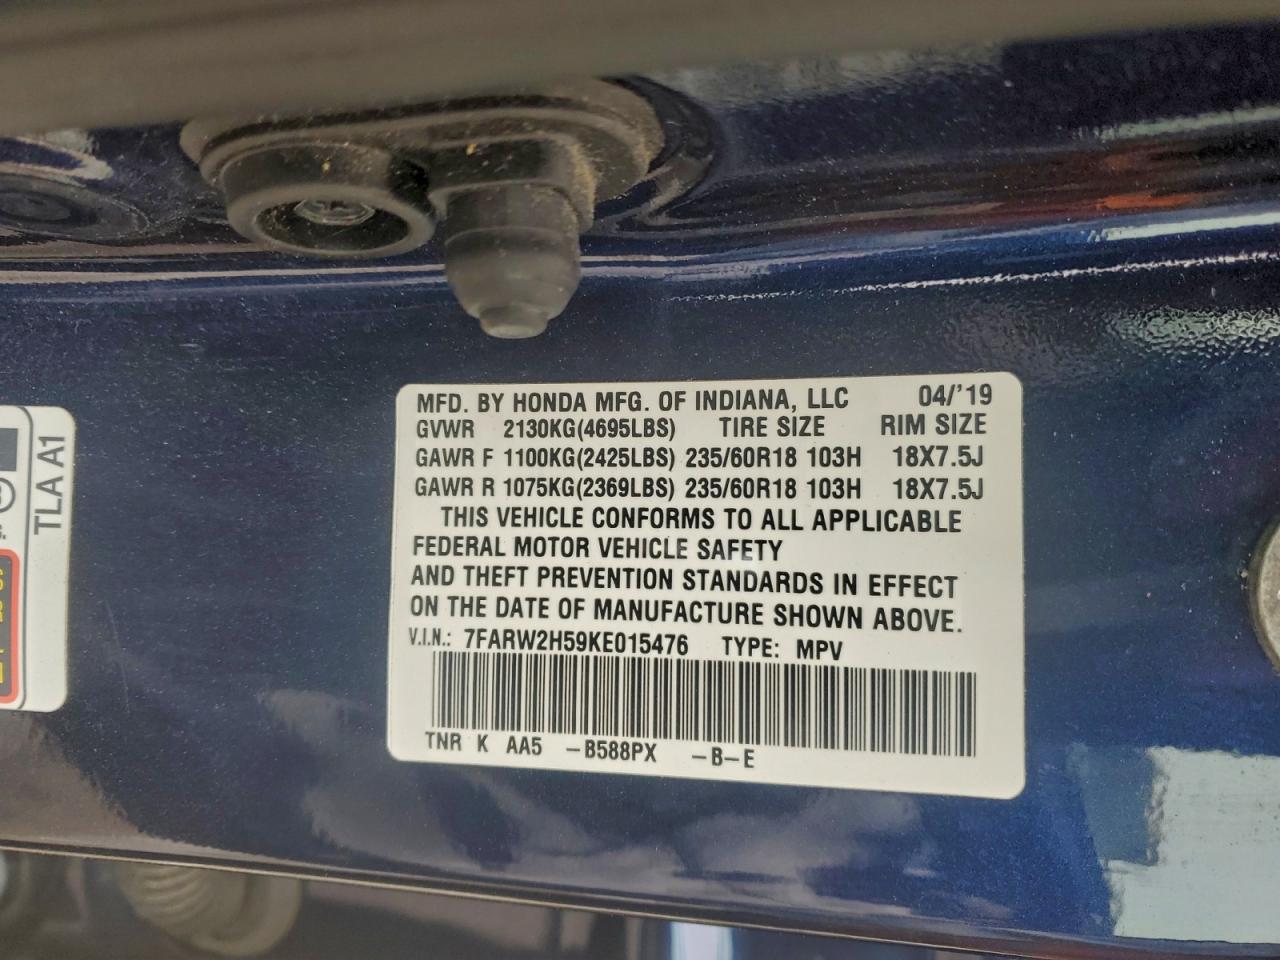 MFD. BY HONDA MFG. OF INDIANA, LLC 04/'19
GVWR 2130KG(4695LBS) TIRE SIZE RIM SIZE
GAWR F 1100KG(2425LBS) 235/60R18 103H 18X7.5J
GAWR R 1075KG(2369LBS) 235/60R18 103H 18X7.5J
THIS VEHICLE CONFORMS TO ALL APPLICABLE
FEDERAL MOTOR VEHICLE SAFETY
AND THEFT PREVENTION STANDARDS IN EFFECT
ON THE DATE OF MANUFACTURE SHOWN ABOVE.
V.I.N.: 7FARW2H59KE015476 TYPE: MPV
TNR K AA5 -B588PX -B-E
TLA A1